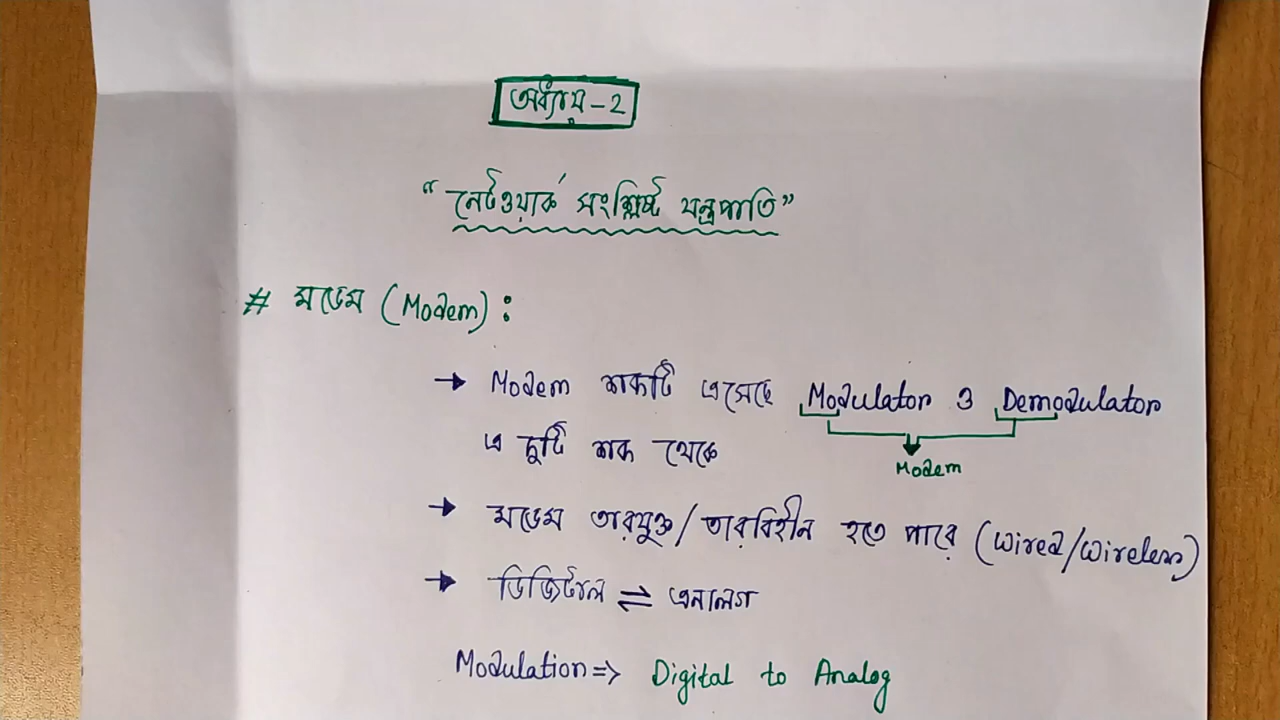 অধ্যায় - 2
"নেটওয়ার্ক সংশ্লিষ্ট যন্ত্রপাতি"
# মডেম (Modem) :
→ Modem শব্দটি এসেছে Modulator ও Demodulator
এ দুটি শব্দ থেকে
Modem
→ মডেম তারযুক্ত/তারবিহীন হতে পারে (Wired/Wireless)
→ ডিজিটাল ⇌ এনালগ
Modulation => Digital to Analog